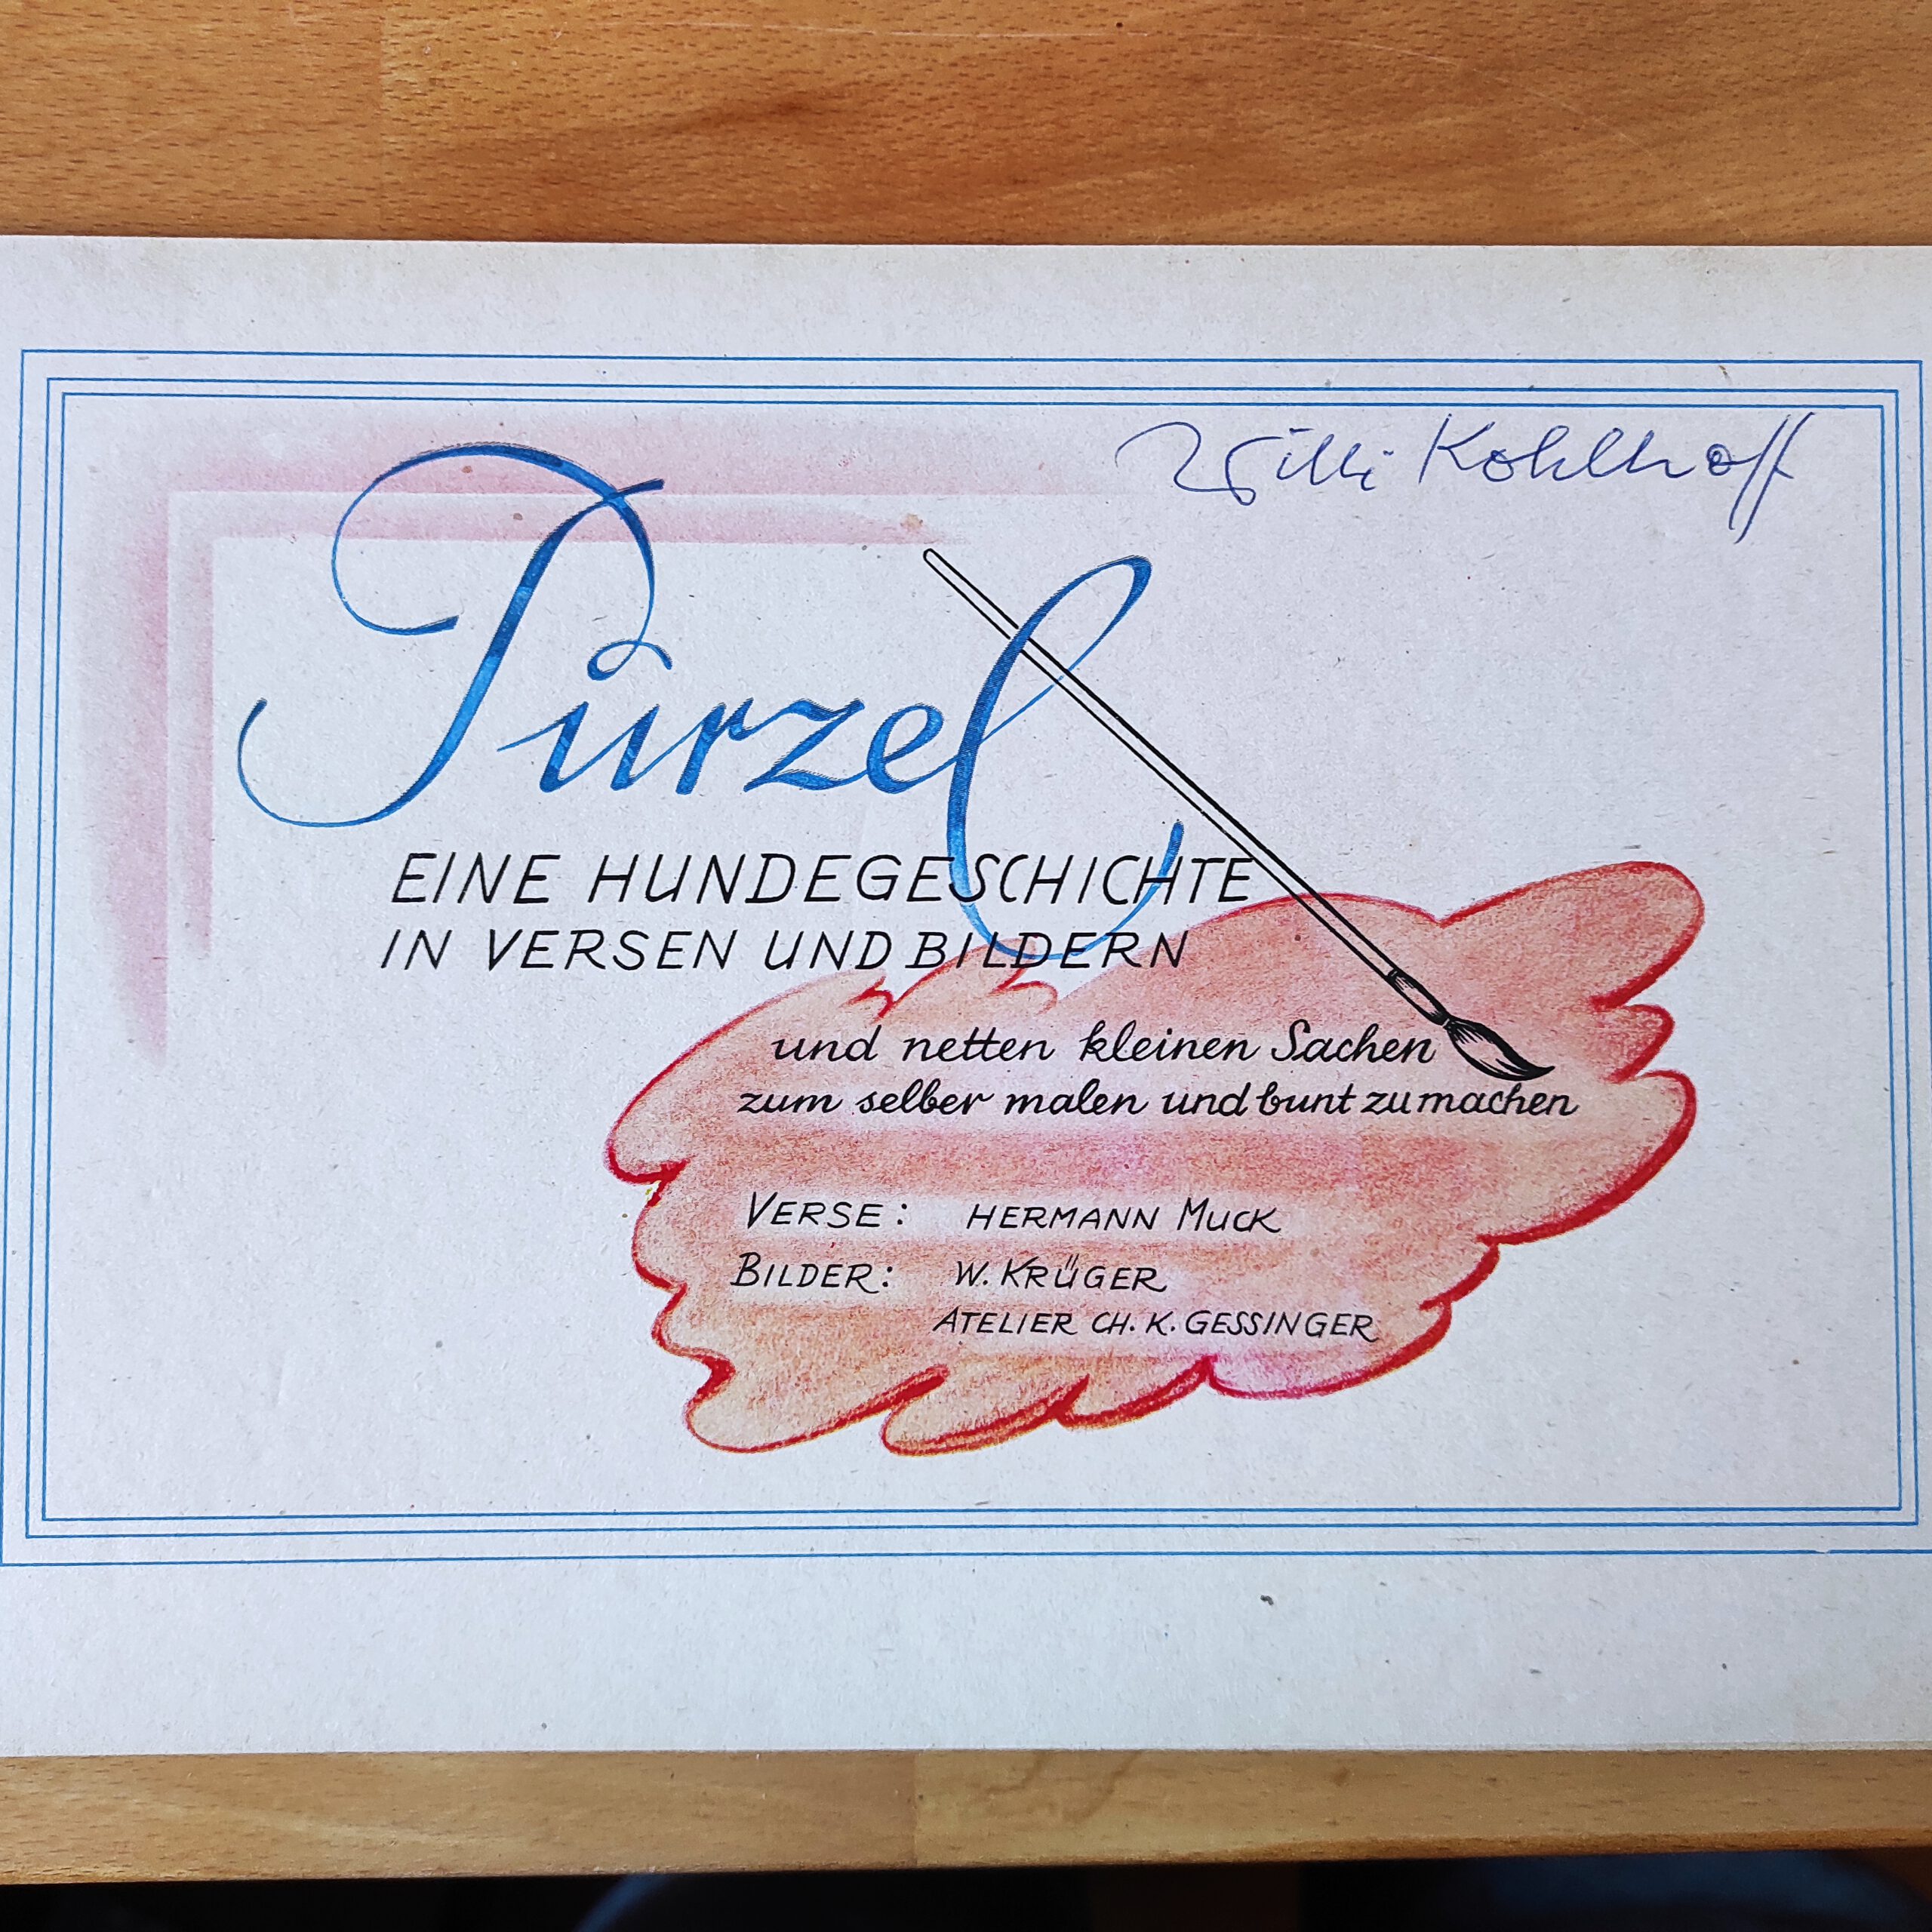 Willi Kohlhoff
Purzel
EINE HUNDEGESCHICHTE
IN VERSEN UND BILDERN
und netten kleinen Sachen
zum selber malen und bunt zu machen
VERSE: HERMANN MUCK
BILDER: W. KRÜGER
ATELIER CH. K. GESSINGER